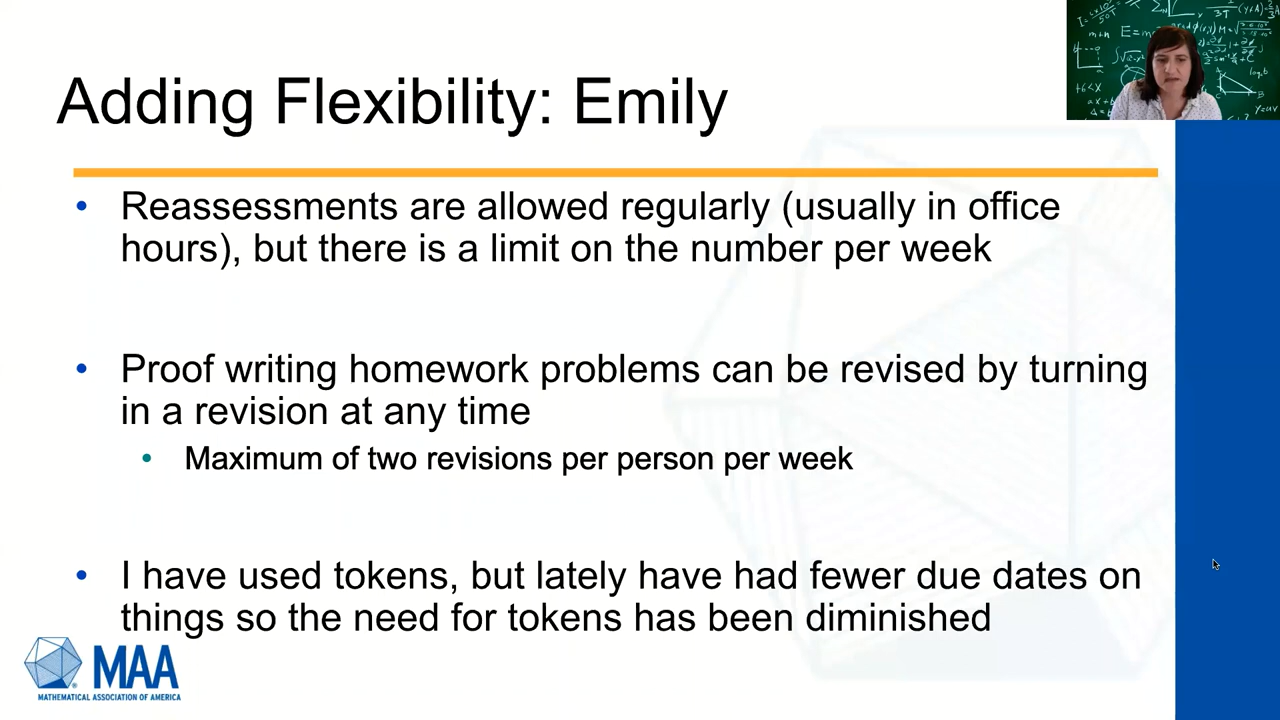 Adding Flexibility: Emily
• Reassessments are allowed regularly (usually in office
hours), but there is a limit on the number per week
• Proof writing homework problems can be revised by turning
in a revision at any time
• Maximum of two revisions per person per week
• I have used tokens, but lately have had fewer due dates on
things so the need for tokens has been diminished
MAA
MATHEMATICAL ASSOCIATION OF AMERICA